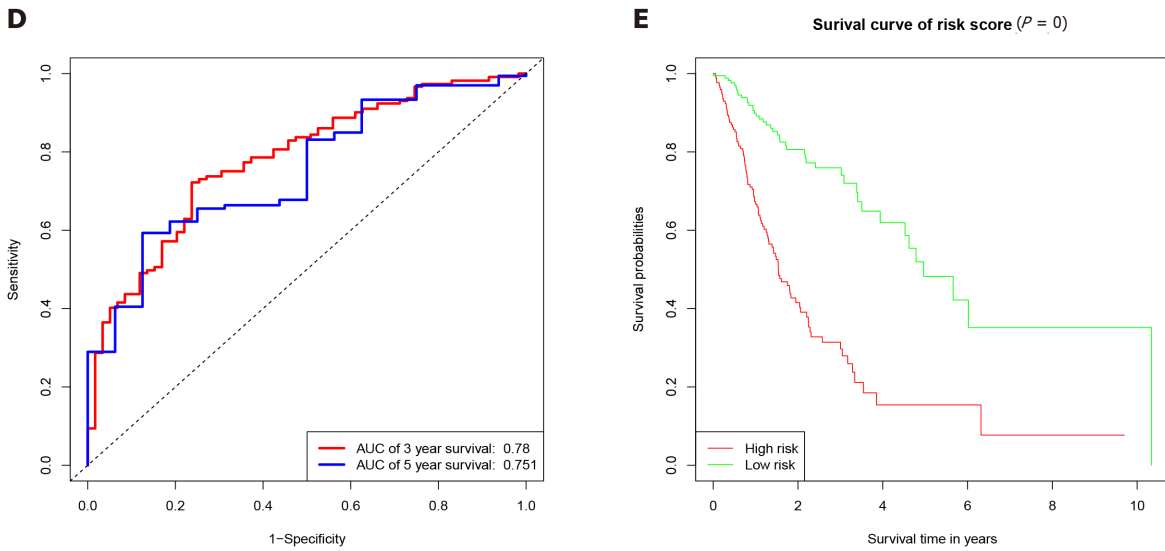 D
Sensitivity
1.0
0.8
0.6
0.4
0.2
0.0
AUC of 3 year survival: 0.78
AUC of 5 year survival: 0.751
0.0 0.2 0.4 0.6 0.8 1.0
1-Specificity
E
Surival curve of risk score (P = 0)
Survival probabilities
1.0
0.8
0.6
0.4
0.2
0.0
High risk
Low risk
0 2 4 6 8 10
Survival time in years